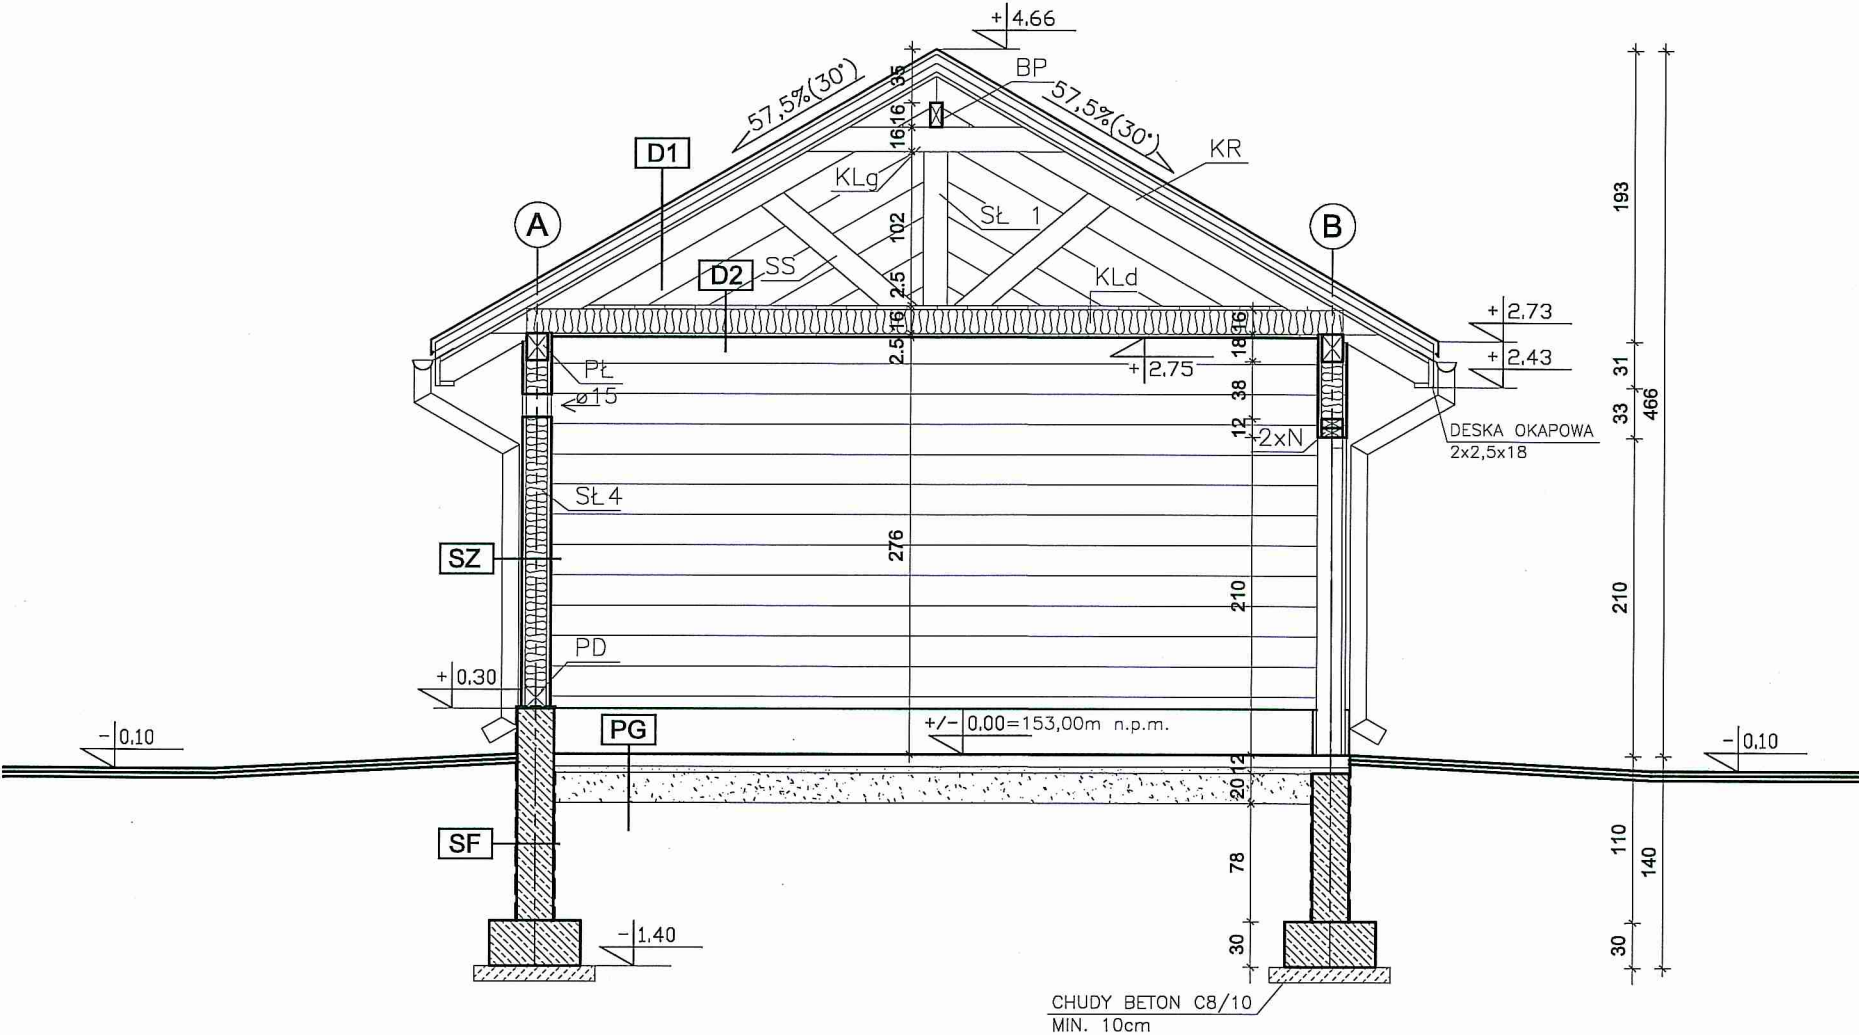 + 4,66
BP
57,5%(30°)
57,5%(30°)
35
16
16
D1
KLg
KR
A
B
102
SŁ 1
193
D2
SS
2.5
KLd
16
2.5
16
18
+ 2,73
+ 2,43
+ 2,75
PŁ
ø15
38
12
2xN
31
33
466
DESKA OKAPOWA
2x2,5x18
SŁ 4
SZ
276
210
210
PD
+ 0,30
PG
+/- 0,00=153,00m n.p.m.
- 0,10
- 0,10
12
20
SF
78
110
140
- 1,40
30
30
CHUDY BETON C8/10
MIN. 10cm